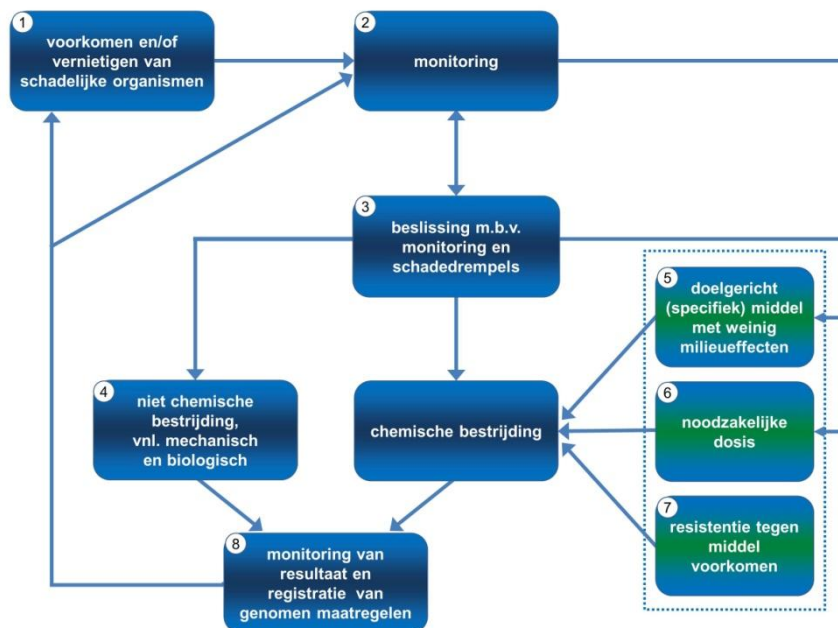 1
voorkomen en/of
vernietigen van
schadelijke organismen
2
monitoring
3
beslissing m.b.v.
monitoring en
schadedrempels
4
niet chemische
bestrijding,
vnl. mechanisch
en biologisch
chemische bestrijding
5
doelgericht
(specifiek) middel
met weinig
milieueffecten
6
noodzakelijke
dosis
7
resistentie tegen
middel
voorkomen
8
monitoring van
resultaat en
registratie van
genomen maatregelen